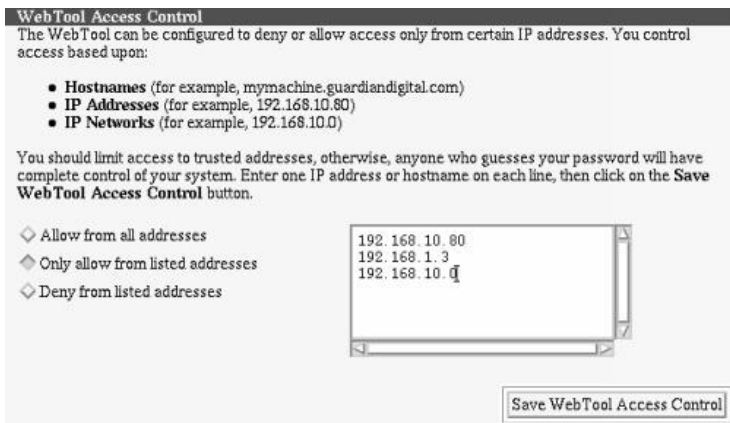 WebTool Access Control
The WebTool can be configured to deny or allow access only from certain IP addresses. You control
access based upon:
• Hostnames (for example, mymachine.guardiandigital.com)
• IP Addresses (for example, 192.168.10.80)
• IP Networks (for example, 192.168.10.0)
You should limit access to trusted addresses, otherwise, anyone who guesses your password will have
complete control of your system. Enter one IP address or hostname on each line, then click on the Save
WebTool Access Control button.
Allow from all addresses
Only allow from listed addresses
Deny from listed addresses
192.168.10.80
192.168.1.3
192.168.10.0
Save WebTool Access Control